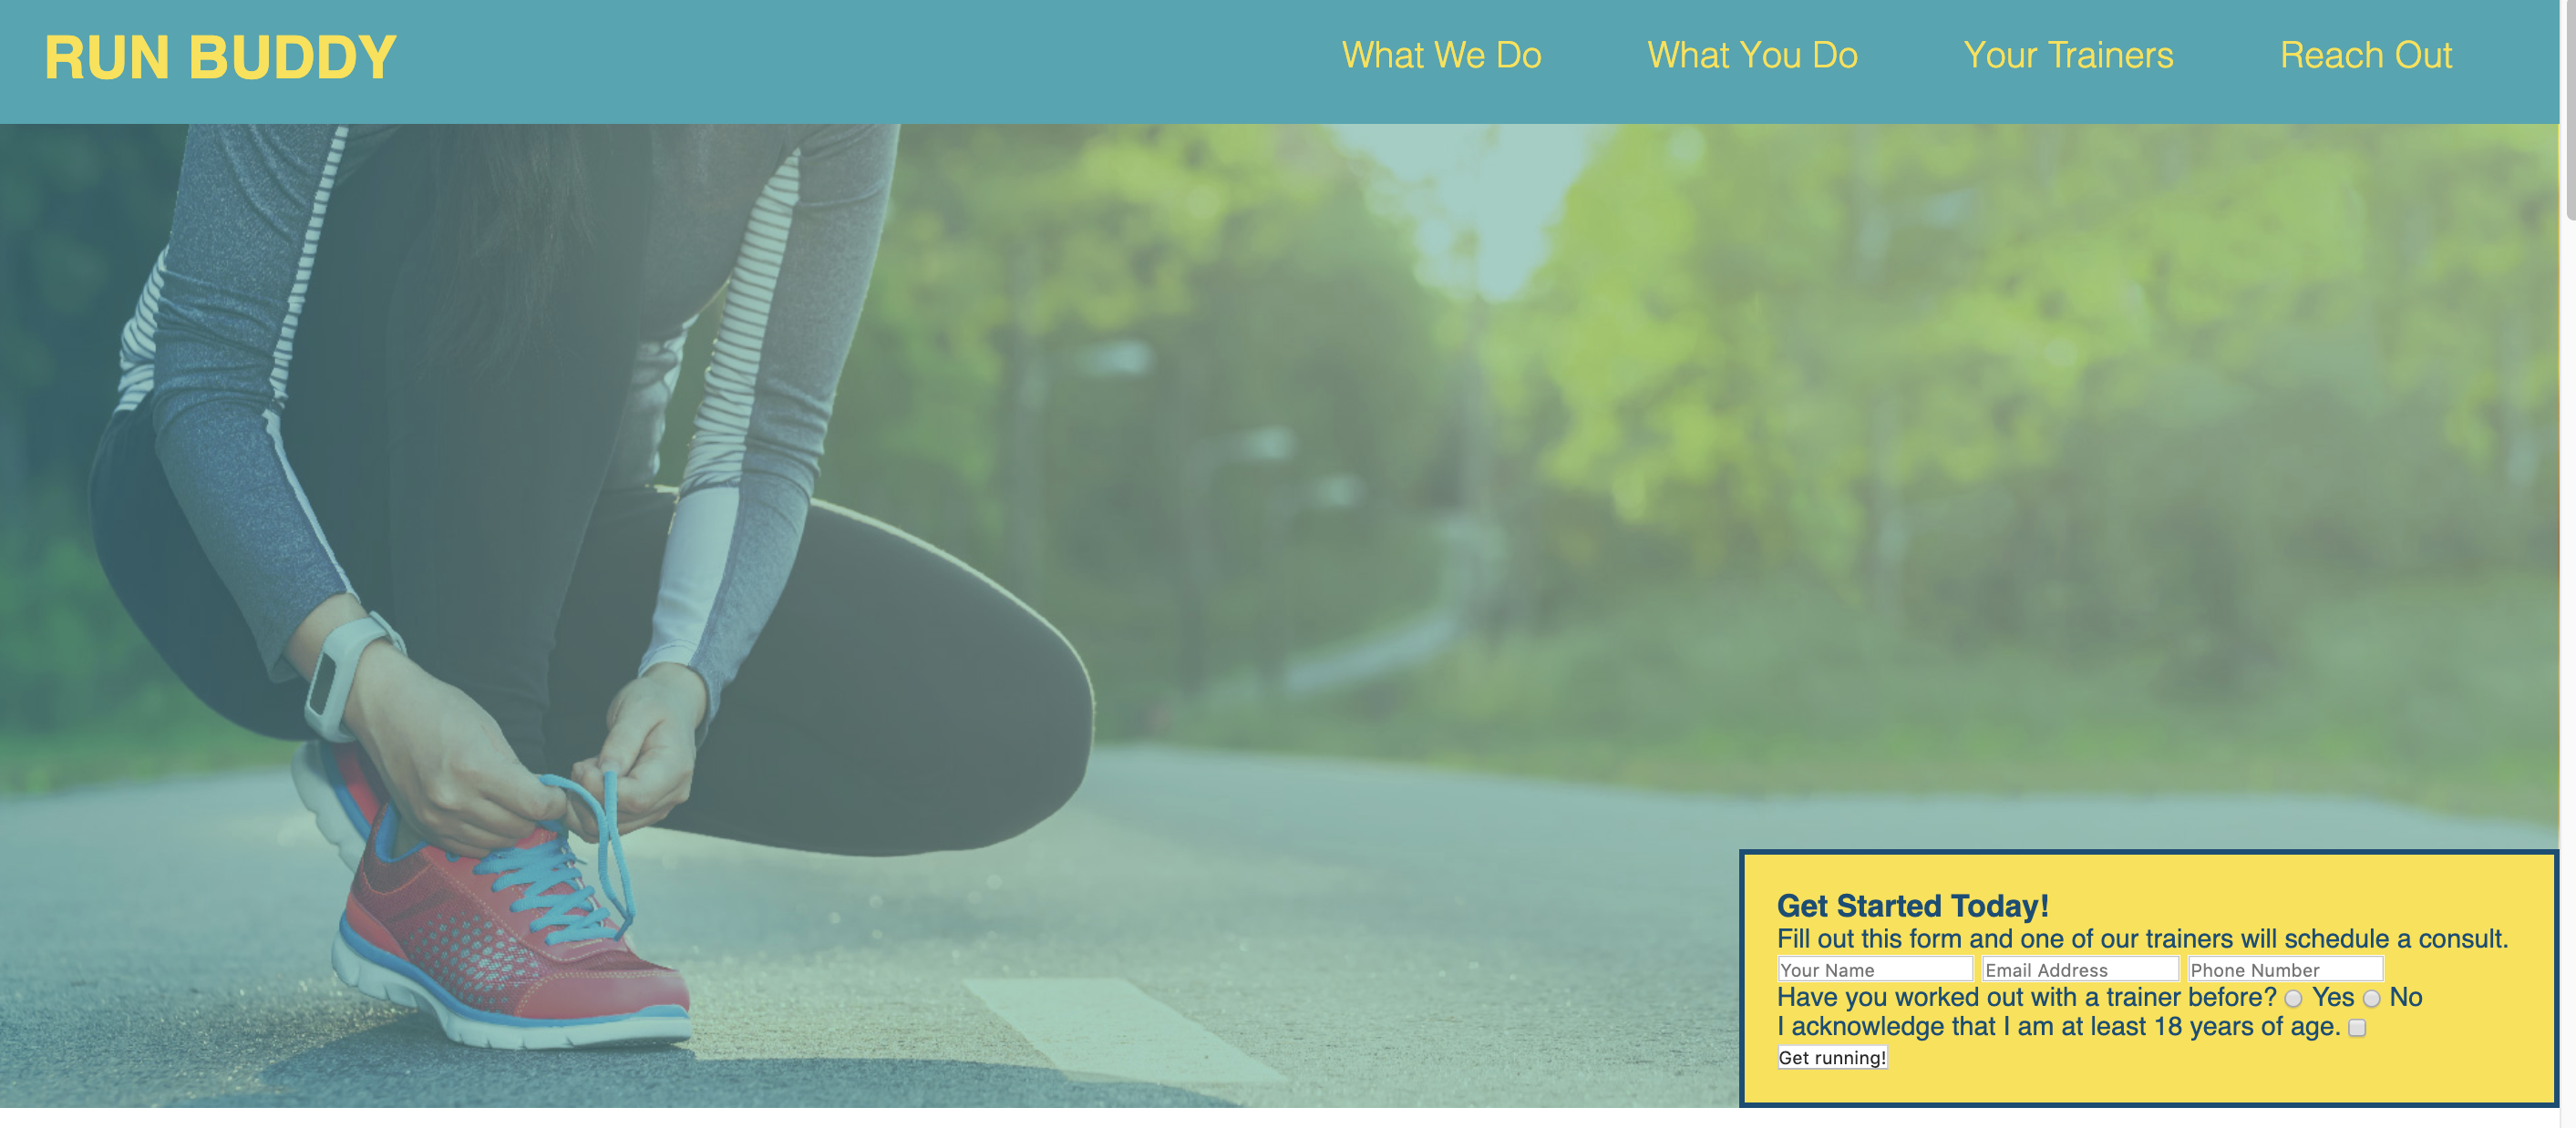 RUN BUDDY What We Do What You Do Your Trainers Reach Out
Get Started Today!
Fill out this form and one of our trainers will schedule a consult.
Your Name Email Address Phone Number
Have you worked out with a trainer before? Yes No
I acknowledge that I am at least 18 years of age.
Get running!